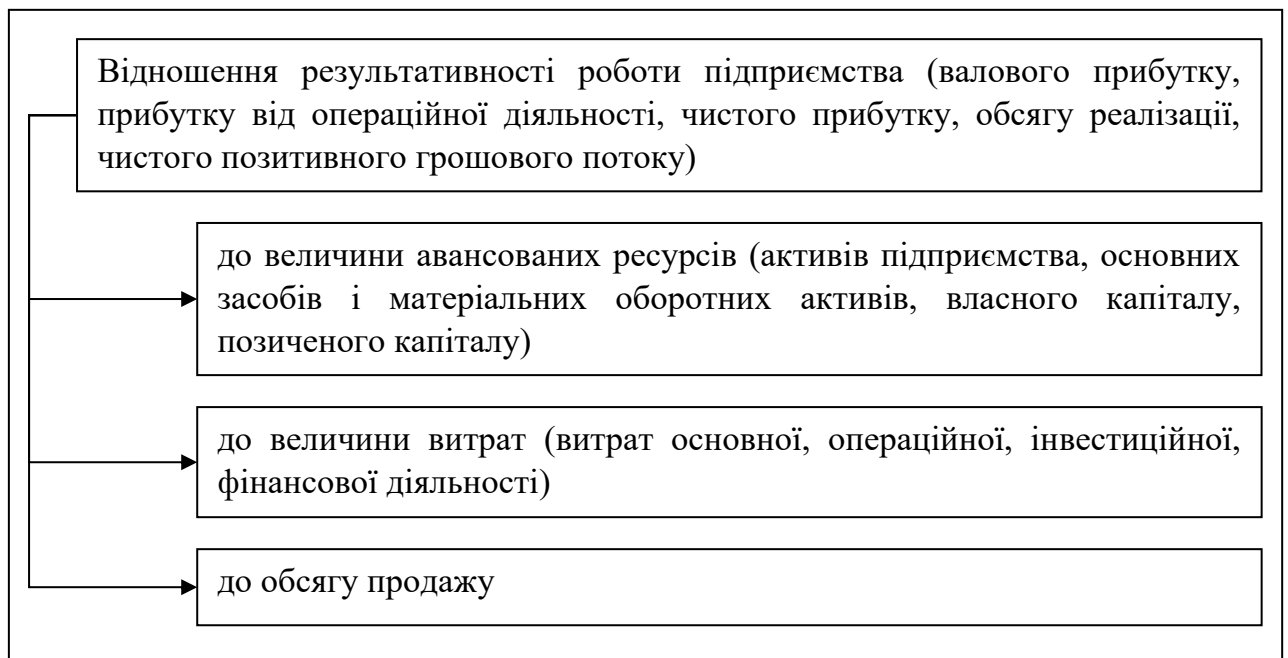 Відношення результативності роботи підприємства (валового прибутку,
прибутку від операційної діяльності, чистого прибутку, обсягу реалізації,
чистого позитивного грошового потоку)
до величини авансованих ресурсів (активів підприємства, основних
засобів і матеріальних оборотних активів, власного капіталу,
позиченого капіталу)
до величини витрат (витрат основної, операційної, інвестиційної,
фінансової діяльності)
до обсягу продажу